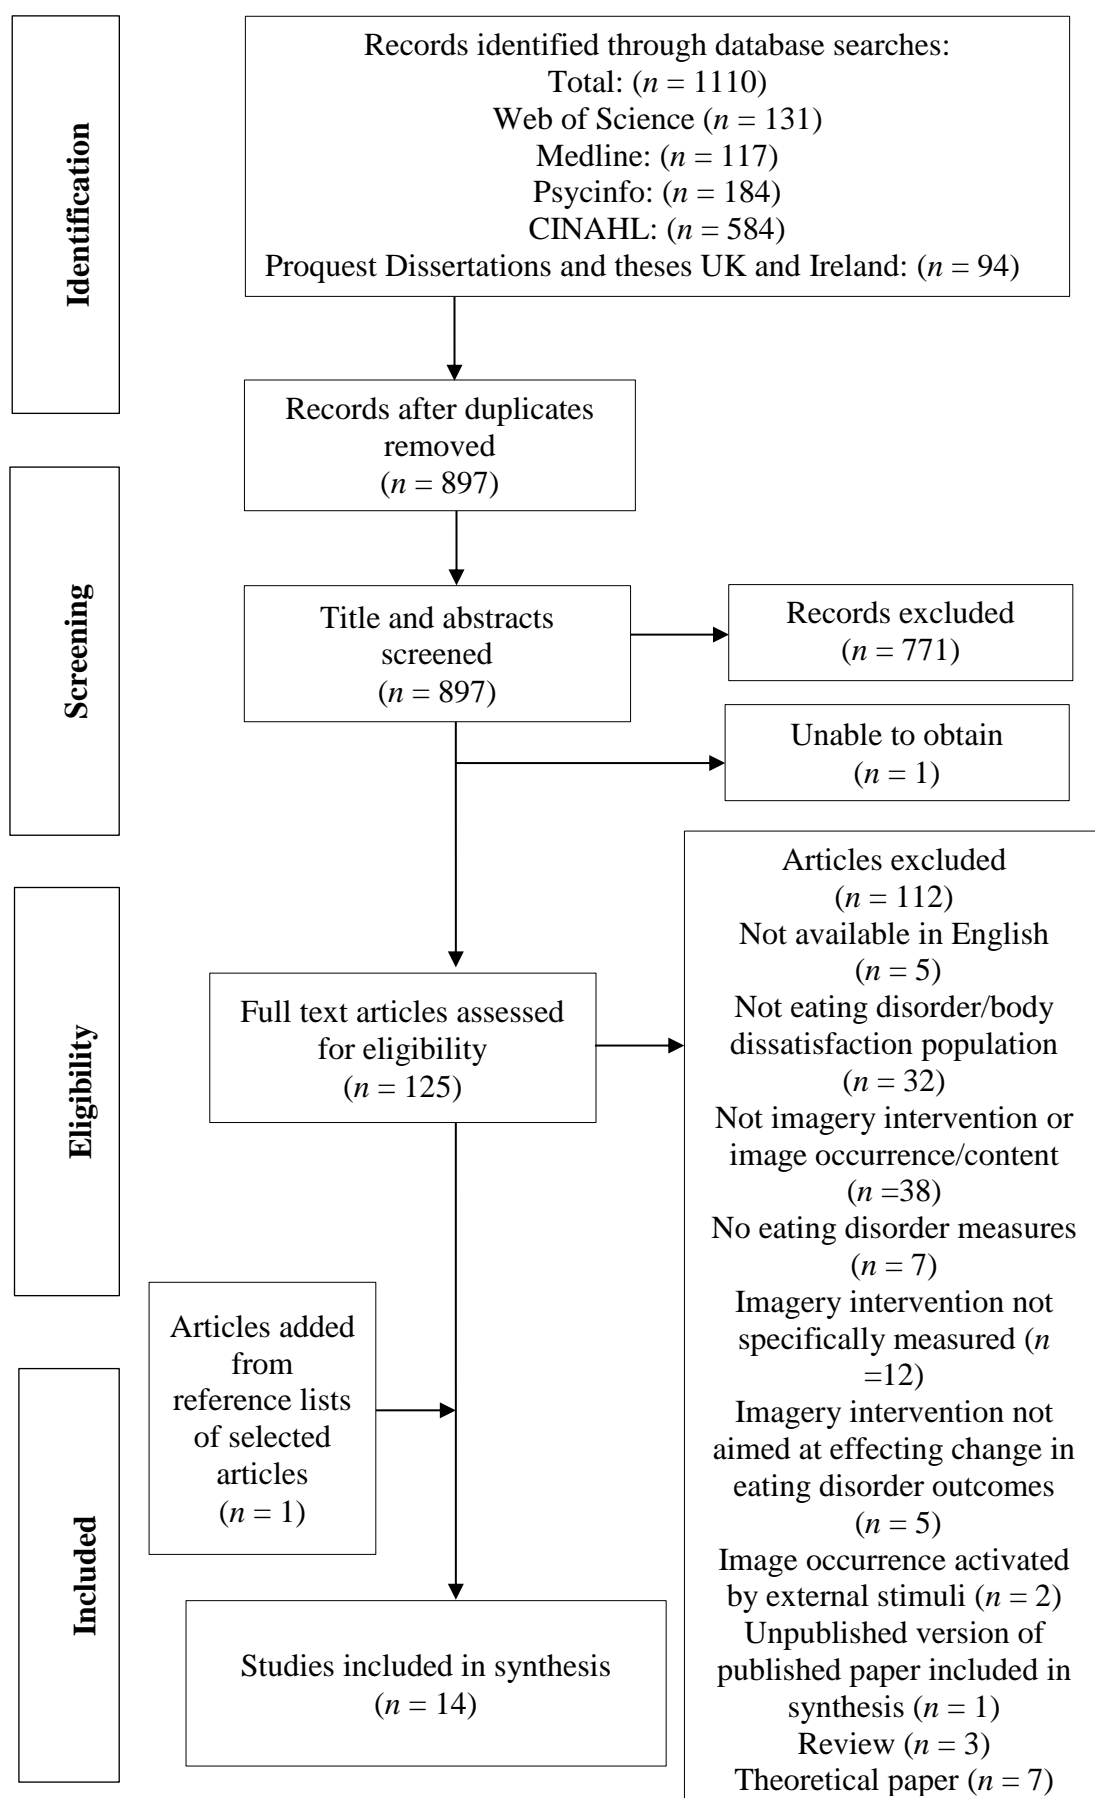 Identification
Records identified through database searches:
Total: (n = 1110)
Web of Science (n = 131)
Medline: (n = 117)
Psycinfo: (n = 184)
CINAHL: (n = 584)
Proquest Dissertations and theses UK and Ireland: (n = 94)
Records after duplicates
removed
(n = 897)
Screening
Title and abstracts
screened
(n = 897)
Records excluded
(n = 771)
Unable to obtain
(n = 1)
Eligibility
Full text articles assessed
for eligibility
(n = 125)
Articles excluded
(n = 112)
Not available in English
(n = 5)
Not eating disorder/body
dissatisfaction population
(n = 32)
Not imagery intervention or
image occurrence/content
(n =38)
No eating disorder measures
(n = 7)
Imagery intervention not
specifically measured (n
=12)
Imagery intervention not
aimed at effecting change in
eating disorder outcomes
(n = 5)
Image occurrence activated
by external stimuli (n = 2)
Unpublished version of
published paper included in
synthesis (n = 1)
Review (n = 3)
Theoretical paper (n = 7)
Articles added
from
reference lists
of selected
articles
(n = 1)
Included
Studies included in synthesis
(n = 14)